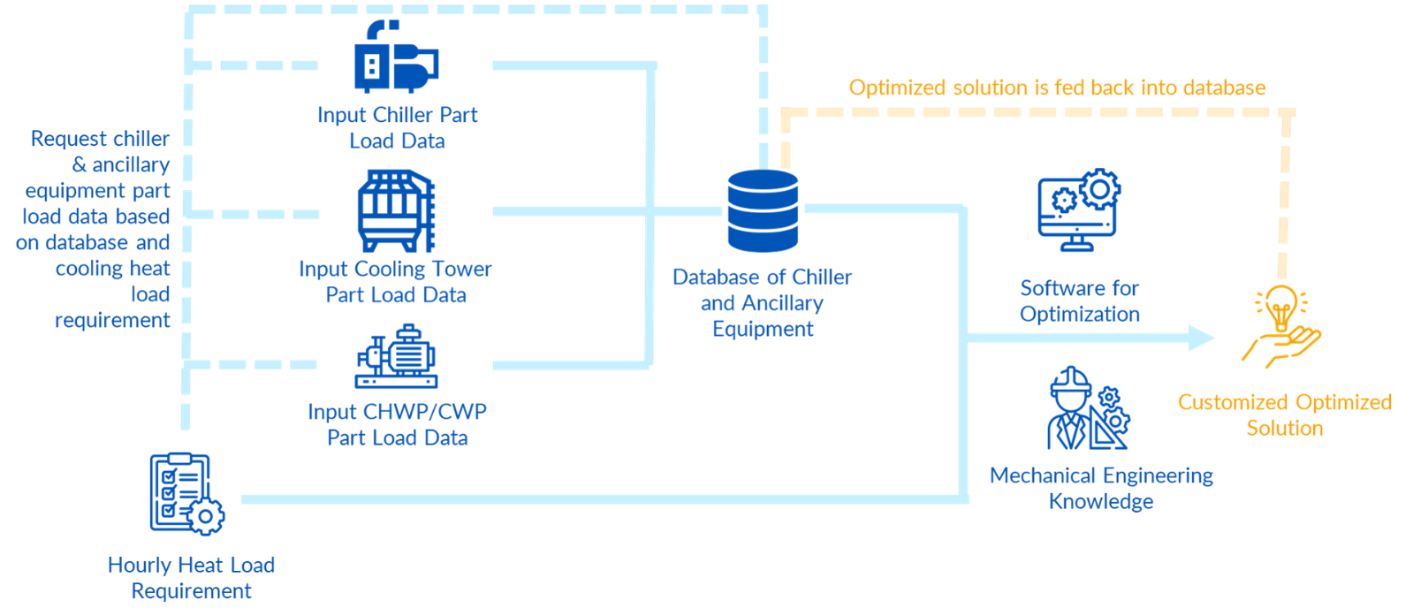 Optimized solution is fed back into database
Input Chiller Part
Load Data
Request chiller
& ancillary
equipment part
load data based
on database and
cooling heat
load
requirement
Input Cooling Tower
Part Load Data
Database of Chiller
and Ancillary
Equipment
Software for
Optimization
Input CHWP/CWP
Part Load Data
Customized Optimized
Solution
Mechanical Engineering
Knowledge
Hourly Heat Load
Requirement